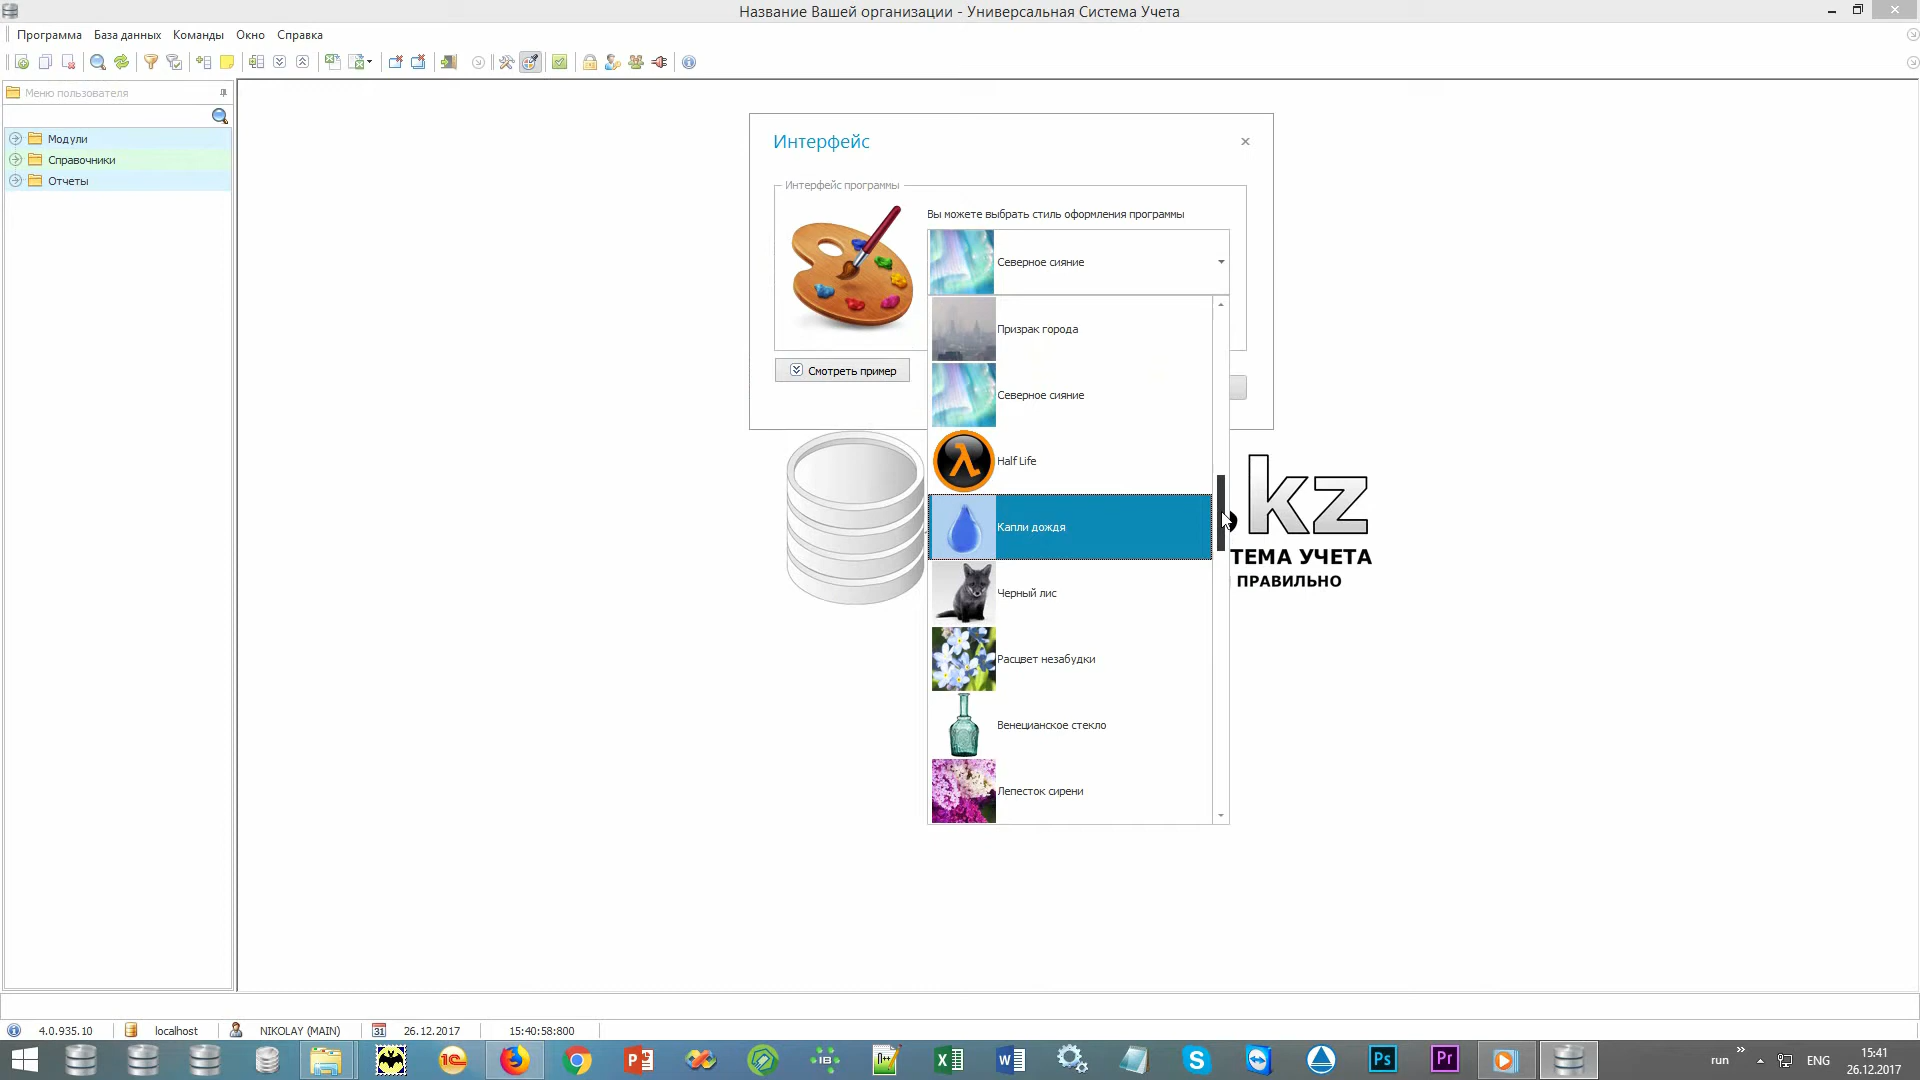 Название Вашей организации - Универсальная Система Учета
Программа База данных Команды Окно Справка
Меню пользователя
Модули
Справочники
Отчеты
Интерфейс
Интерфейс программы
Вы можете выбрать стиль оформления программы
Северное сияние
Призрак города
Смотреть пример
Северное сияние
Half Life
Капли дождя
Черный лис
Расцвет незабудки
Венецианское стекло
Лепесток сирени
kz
ТЕМА УЧЕТА
ПРАВИЛЬНО
4.0.935.10 localhost NIKOLAY (MAIN) 31 26.12.2017 15:40:58:800
run ENG 15:41
26.12.2017